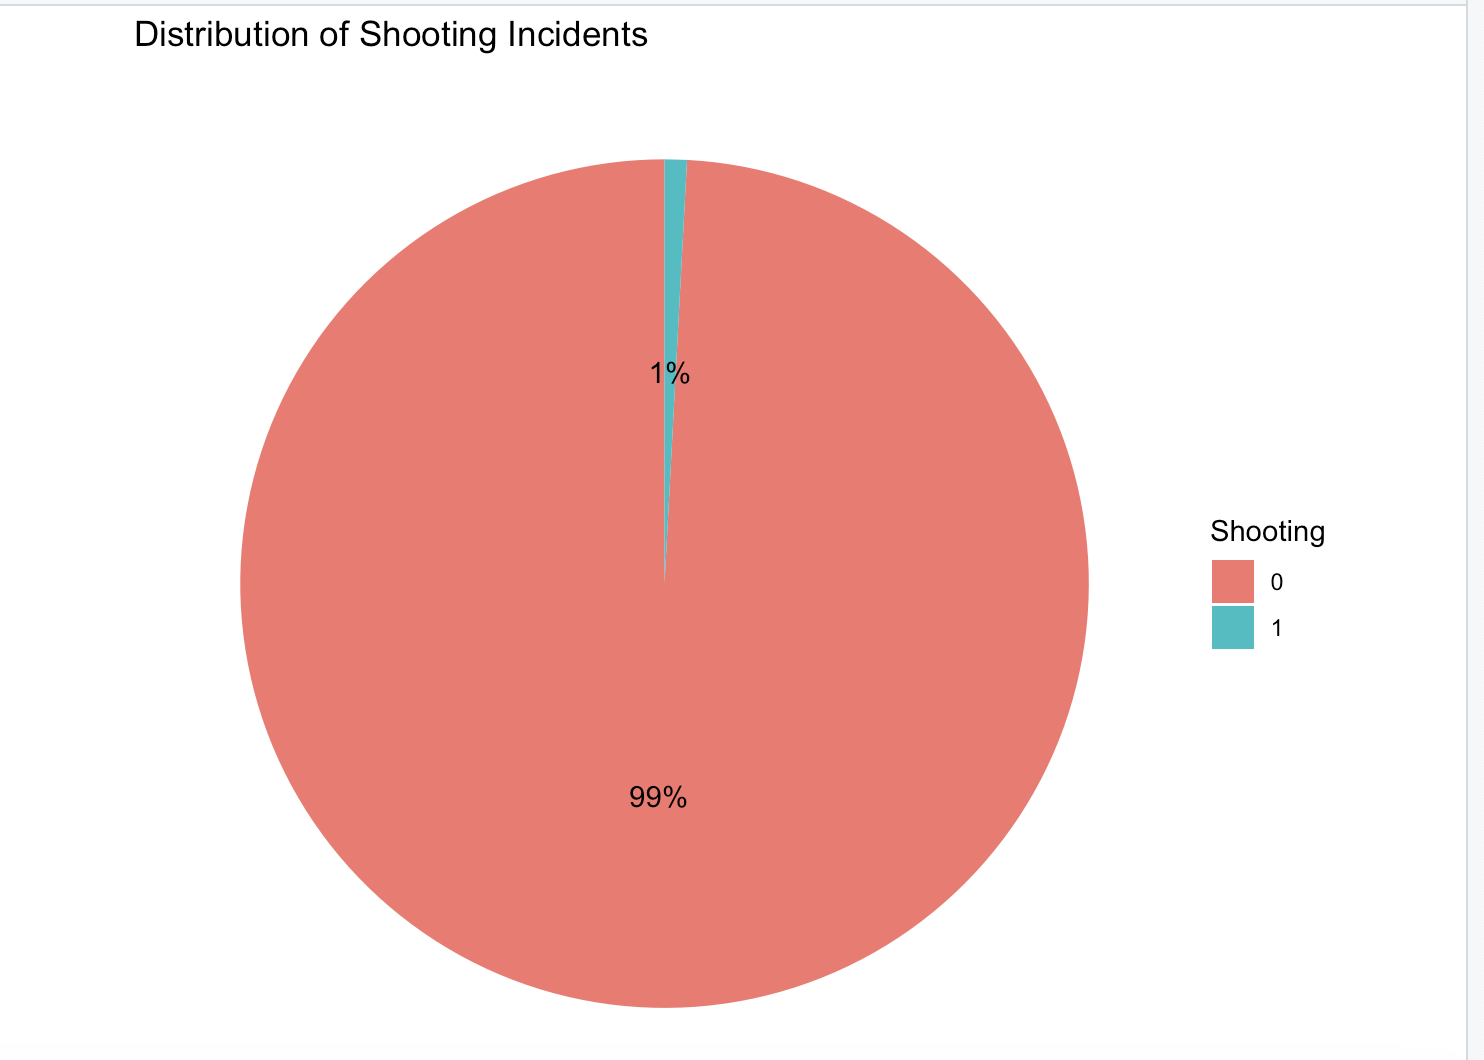 Distribution of Shooting Incidents
1%
99%
Shooting
0
1